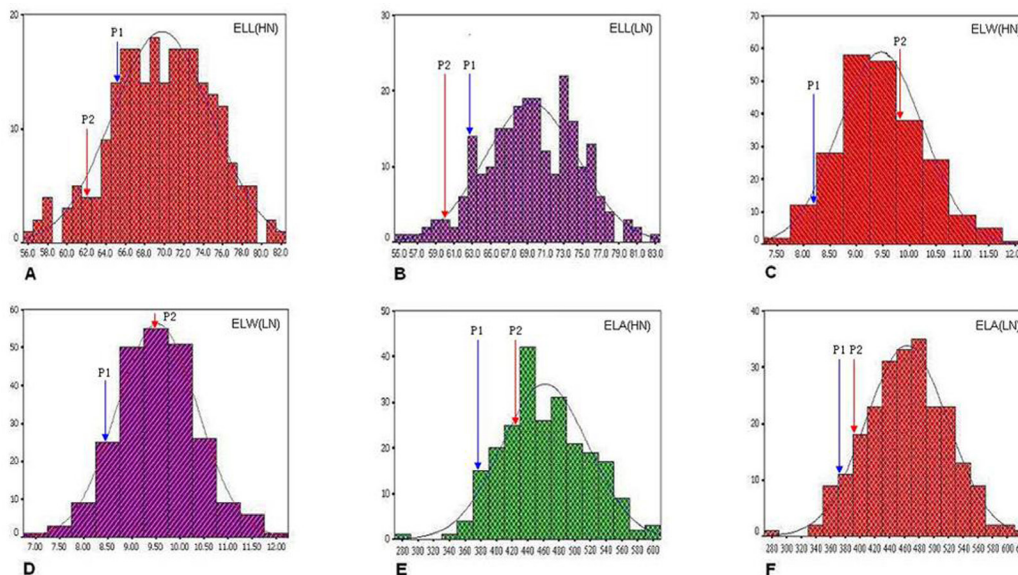 20
10
0
P1
P2
ELL(HN)
56.0 58.0 60.0 62.0 64.0 66.0 68.0 70.0 72.0 74.0 76.0 78.0 80.0 82.0
A
30
20
10
0
P2
P1
ELL(LN)
55.0 57.0 59.0 61.0 63.0 65.0 67.0 69.0 71.0 73.0 75.0 77.0 79.0 81.0 83.0
B
70
60
50
40
30
20
10
0
P1
P2
ELW(HN)
7.50 8.00 8.50 9.00 9.50 10.00 10.50 11.00 11.50
C
60
50
40
30
20
10
0
P1
P2
ELW(LN)
7.00 7.50 8.00 8.50 9.00 9.50 10.00 10.50 11.00 11.50 12.00
D
50
40
30
20
10
0
P1
P2
ELA(HN)
280 300 320 340 360 380 400 420 440 460 480 500 520 540 560 580 600
E
40
30
20
10
0
P1
P2
ELA(LN)
280 300 320 340 360 380 400 420 440 460 480 500 520 540 560 580 600
F